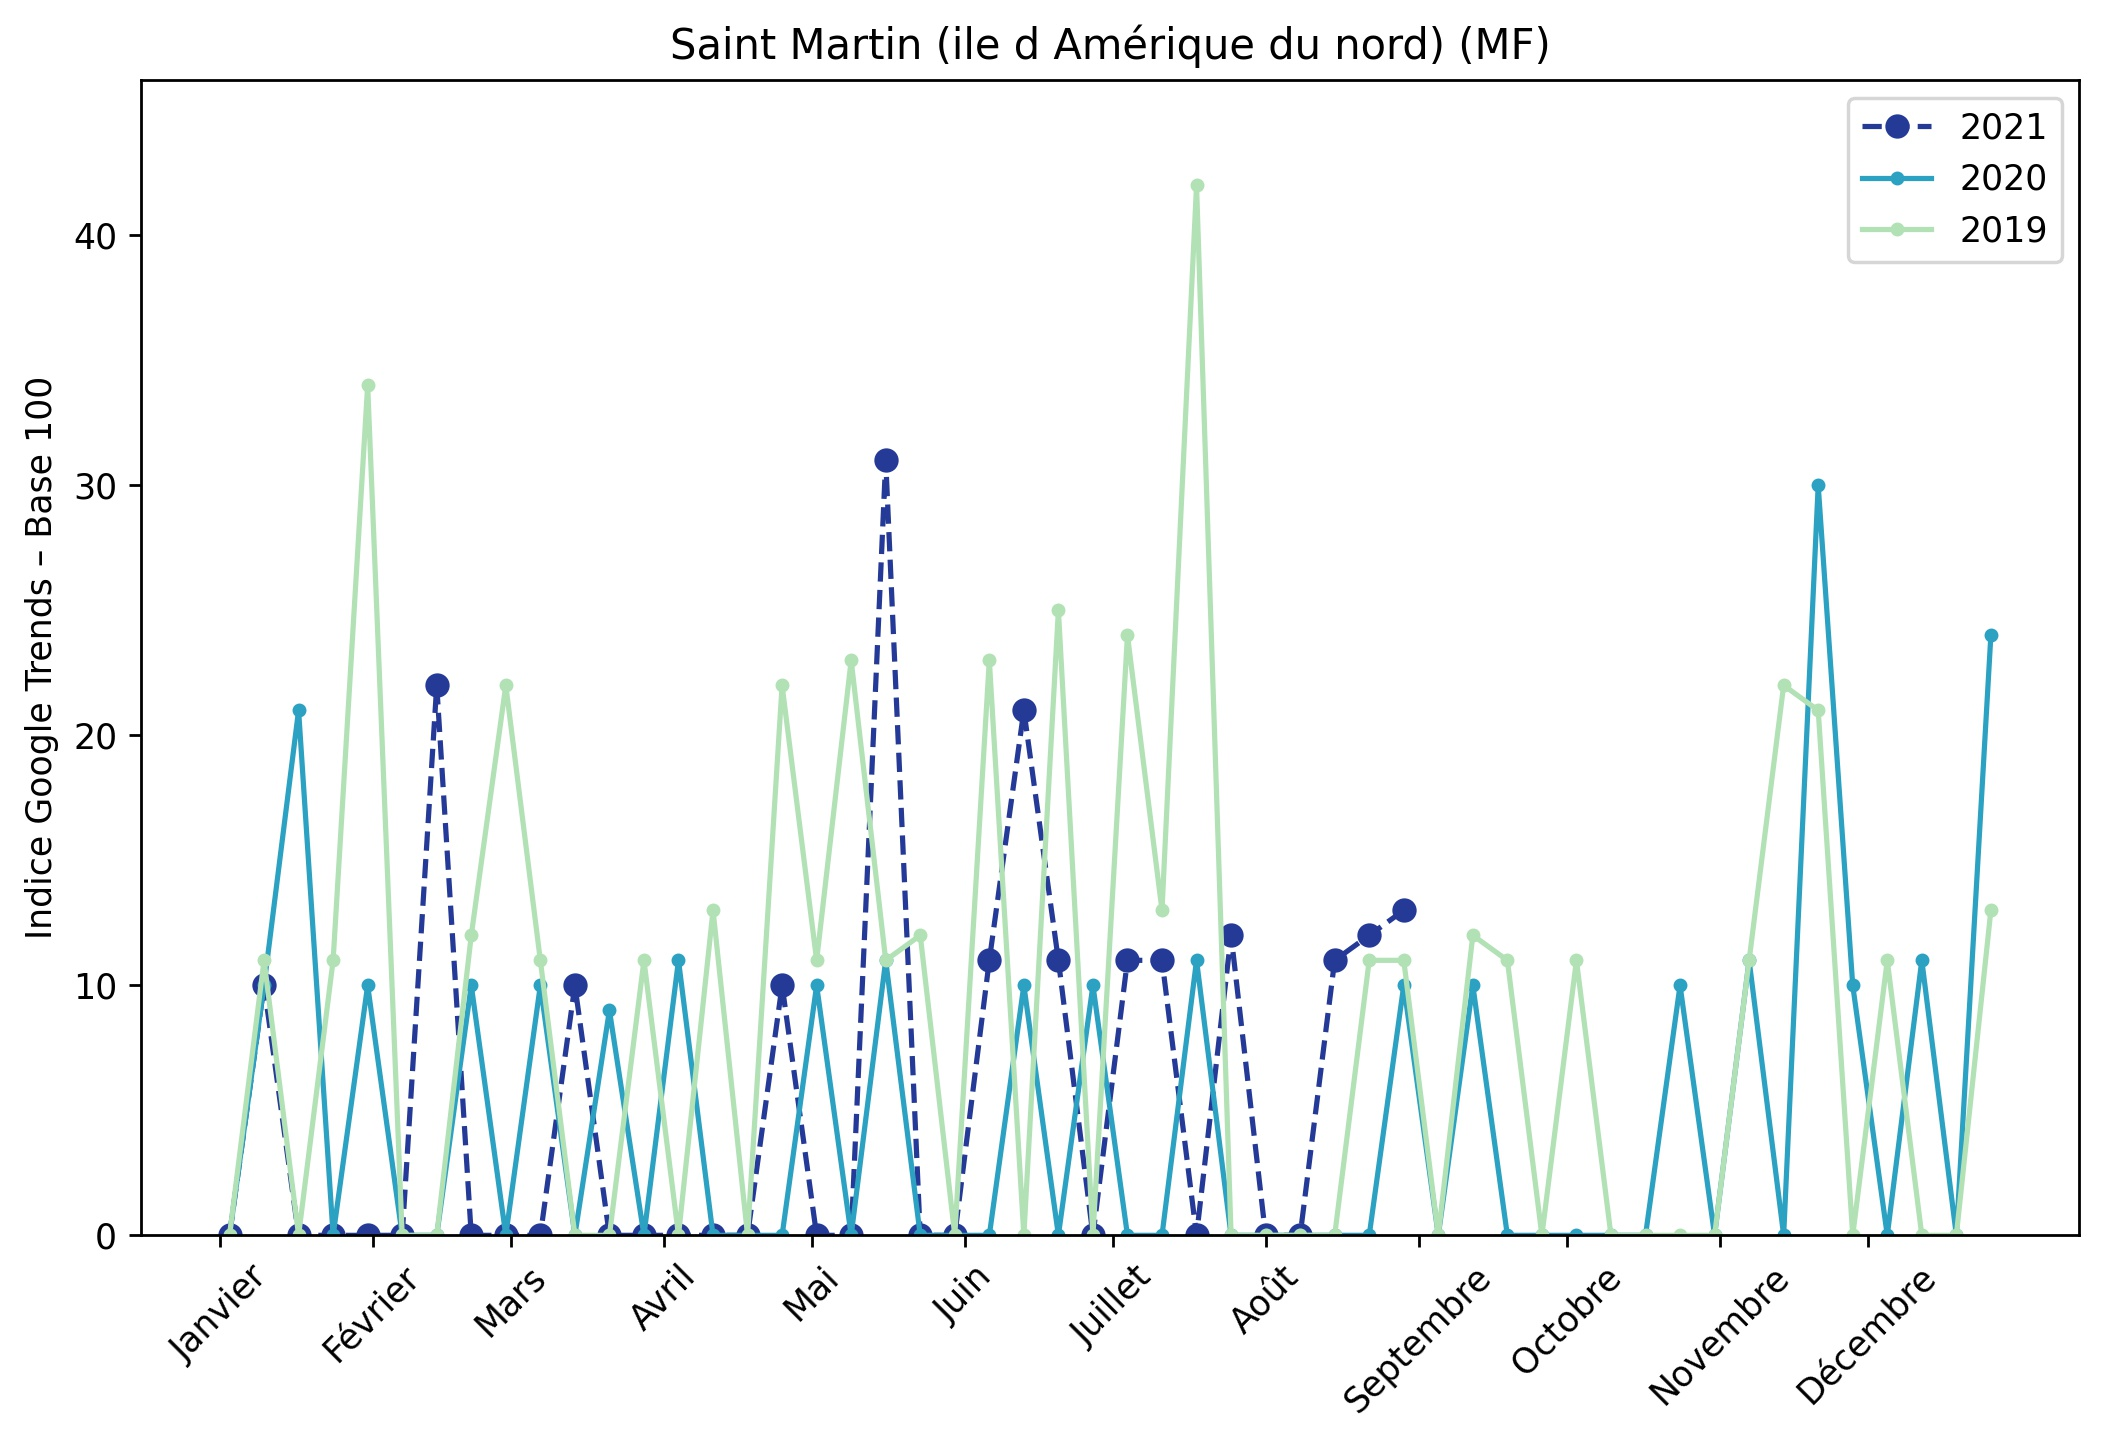 Saint Martin (ile d Amérique du nord) (MF)
2021
2020
2019
Indice Google Trends – Base 100
40
30
20
10
0
Janvier
Février
Mars
Avril
Mai
Juin
Juillet
Août
Septembre
Octobre
Novembre
Décembre